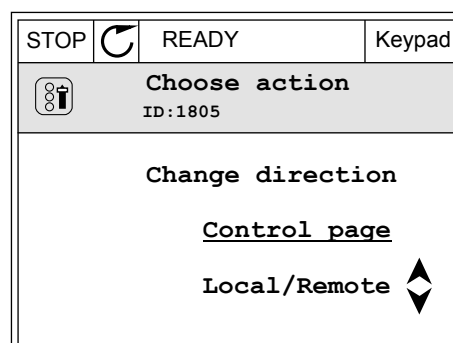 STOP READY Keypad
Choose action
ID:1805
Change direction
Control page
Local/Remote